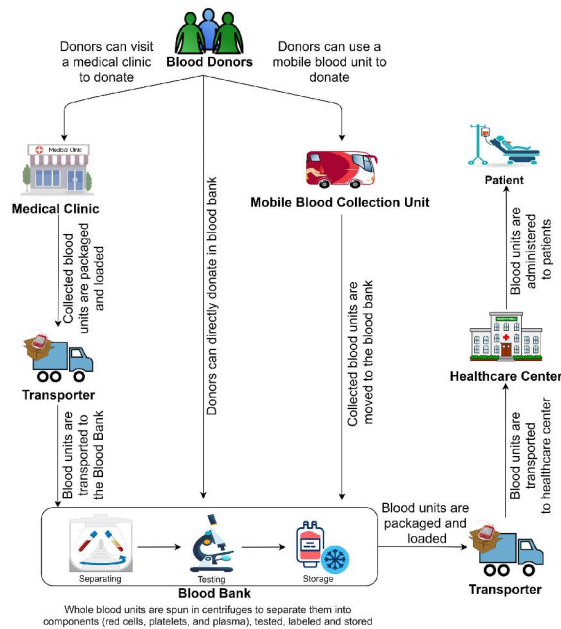 Donors can visit
a medical clinic
to donate
Blood Donors
Donors can use a
mobile blood unit to
donate
Medical Clinic
Medical Clinic
Mobile Blood Collection Unit
Patient
Collected blood
units are packaged
and loaded
Donors can directly donate in blood bank
Collected blood units are
moved to the blood bank
Blood units are
administered
to patients
HOSPITAL
Healthcare Center
Transporter
Blood units are
transported to
the Blood Bank
Blood units are
transported
to healthcare center
Blood units are
packaged and
loaded
Separating
Testing
Storage
Blood Bank
Transporter
Whole blood units are spun in centrifuges to separate them into
components (red cells, platelets, and plasma), tested, labeled and stored